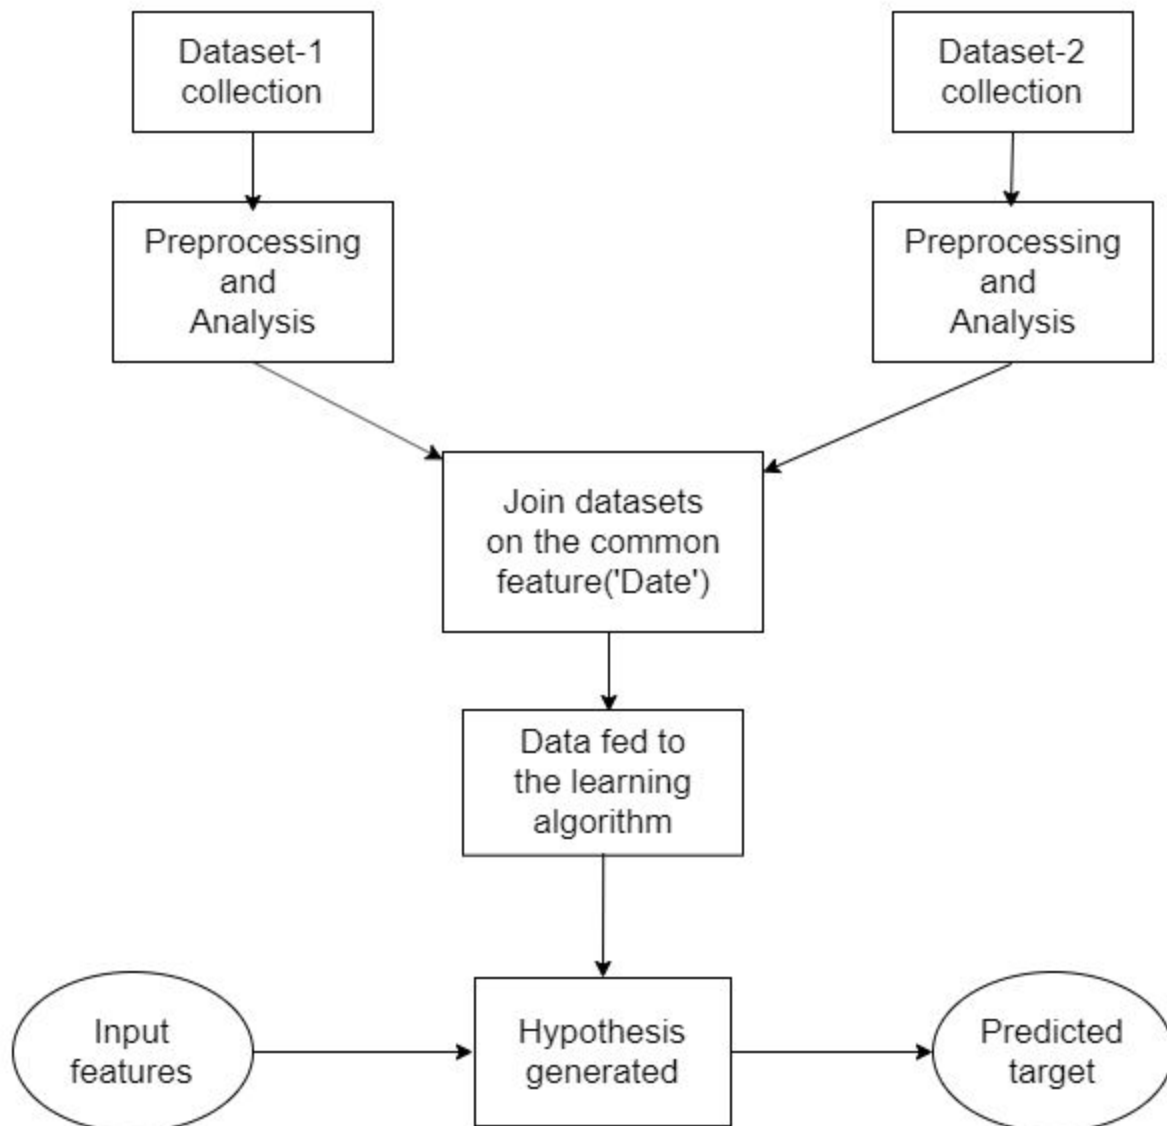 Dataset-1
collection
Dataset-2
collection
Preprocessing
and
Analysis
Preprocessing
and
Analysis
Join datasets
on the common
feature('Date')
Data fed to
the learning
algorithm
Input
features
Hypothesis
generated
Predicted
target